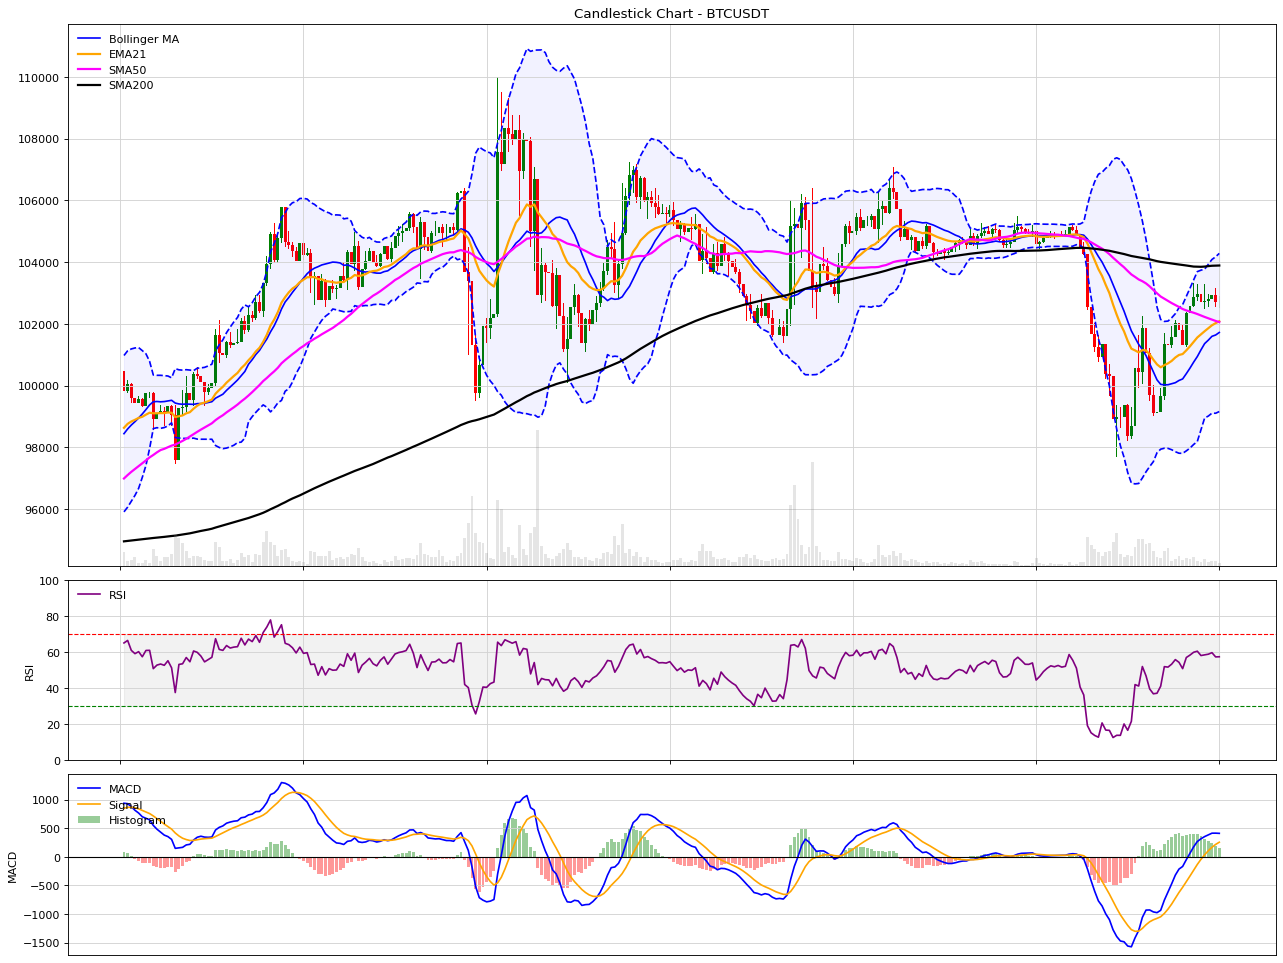 Candlestick Chart - BTCUSDT
Bollinger MA
EMA21
SMA50
SMA200
110000
108000
106000
104000
102000
100000
98000
96000
RSI
100
80
60
40
20
0
RSI
MACD
Signal
Histogram
1000
500
0
−500
−1000
−1500
MACD